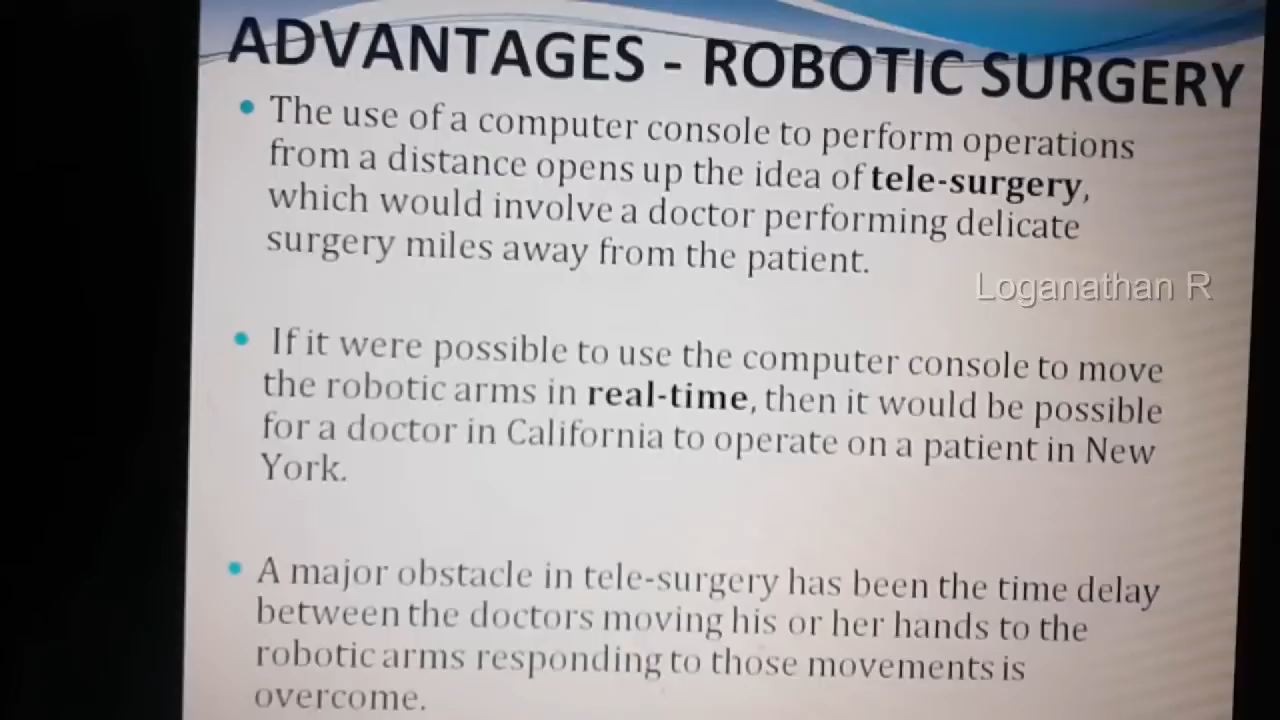 ADVANTAGES - ROBOTIC SURGERY
• The use of a computer console to perform operations
from a distance opens up the idea of tele-surgery,
which would involve a doctor performing delicate
surgery miles away from the patient.
Loganathan R
• If it were possible to use the computer console to move
the robotic arms in real-time, then it would be possible
for a doctor in California to operate on a patient in New
York.
• A major obstacle in tele-surgery has been the time delay
between the doctors moving his or her hands to the
robotic arms responding to those movements is
overcome.